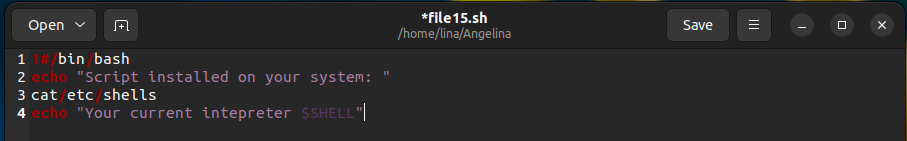 Open
*file15.sh
/home/lina/Angelina
Save
1 !#/bin/bash
2 echo "Script installed on your system: "
3 cat/etc/shells
4 echo "Your current intepreter $SHELL"